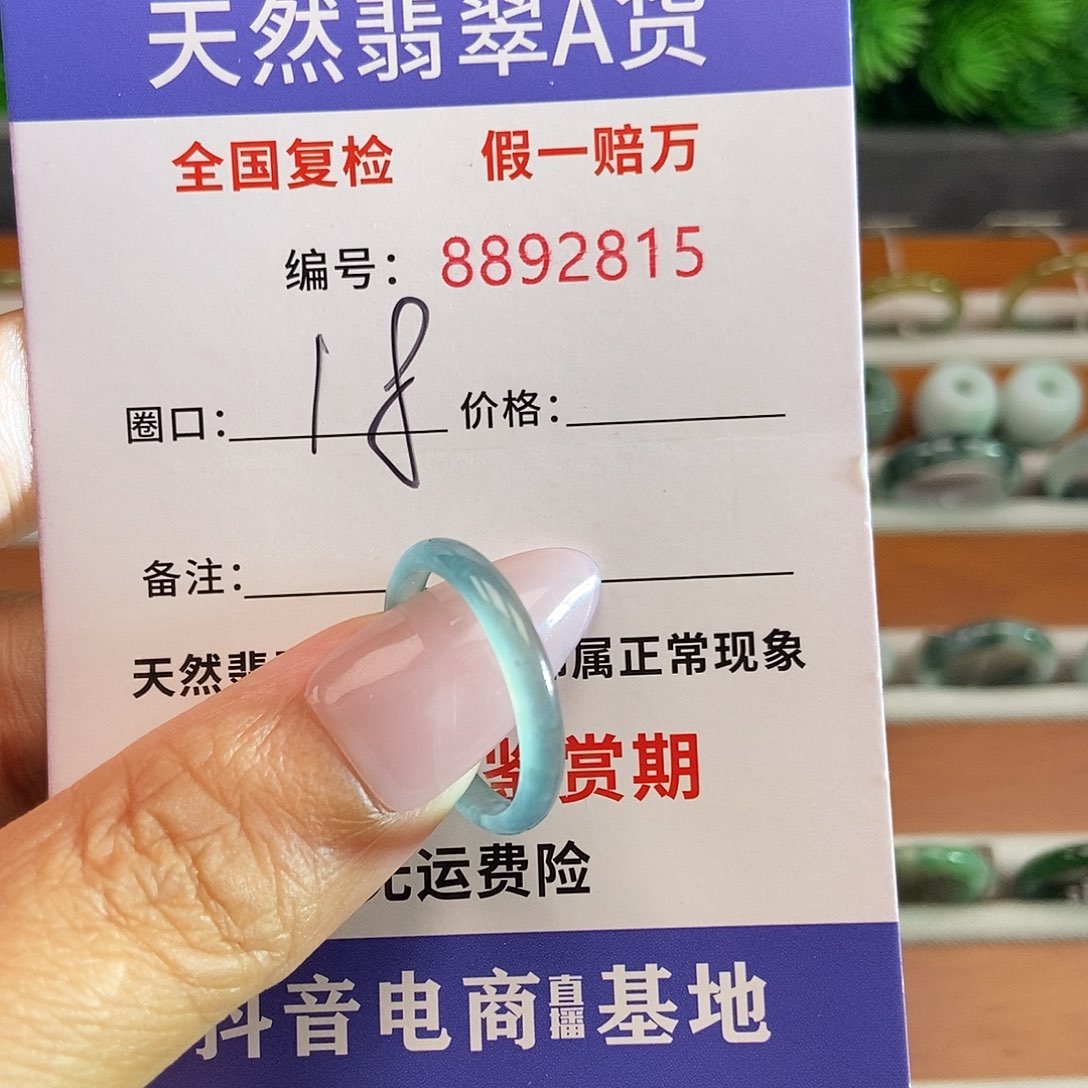 天然翡翠A货
全国复检 假一赔万
编号: 8892815
圈口: 18 价格:
备注:
天然翡 属正常现象
鉴赏期
运费险
抖音电商直播基地